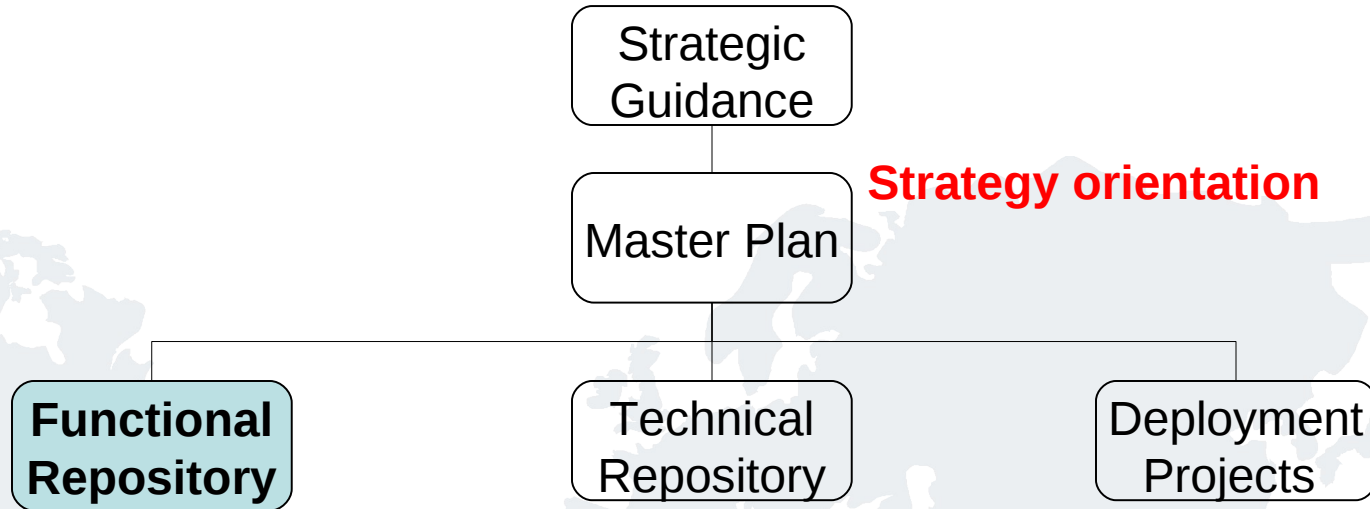 Strategic
Guidance
Strategy orientation
Master Plan
Functional
Repository
Technical
Repository
Deployment
Projects